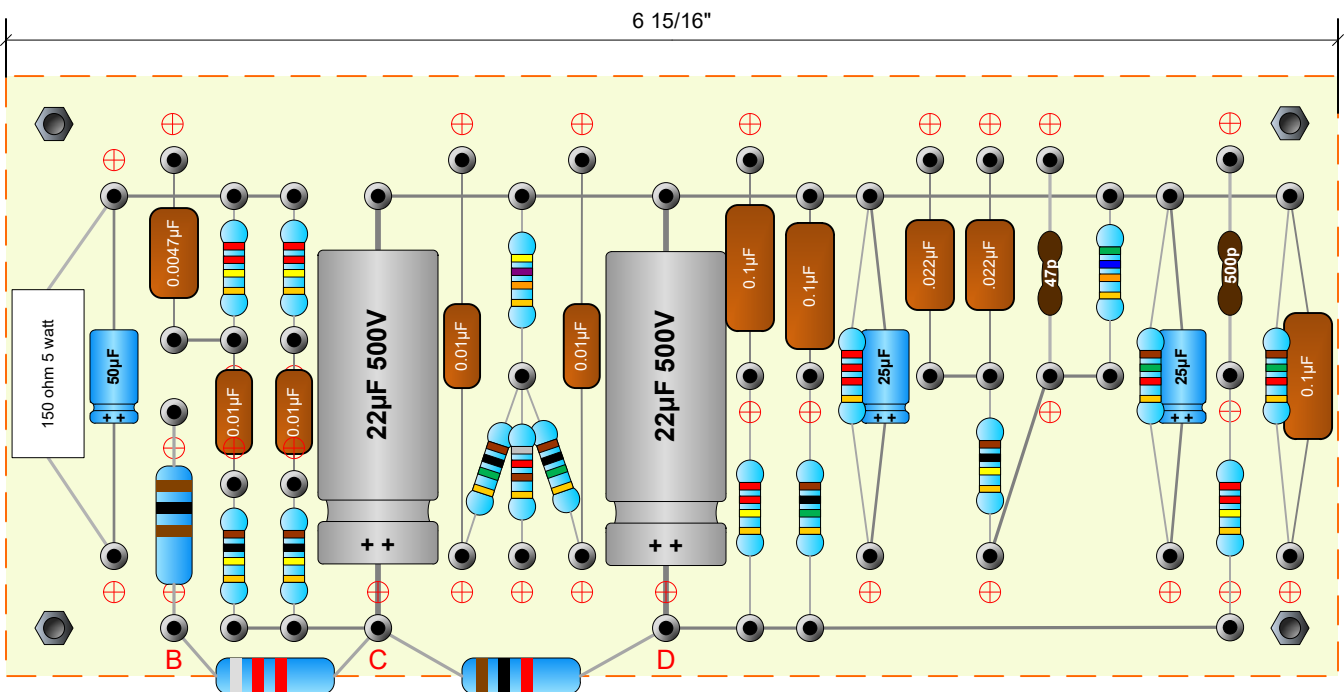 6 15/16"
150 ohm 5 watt
50µF
++
0.0047µF
0.01µF
0.01µF
22µF 500V
++
0.01µF
0.01µF
22µF 500V
++
0.1µF
0.1µF
25µF
++
.022µF
.022µF
47p
25µF
++
500p
0.1µF
B
C
D